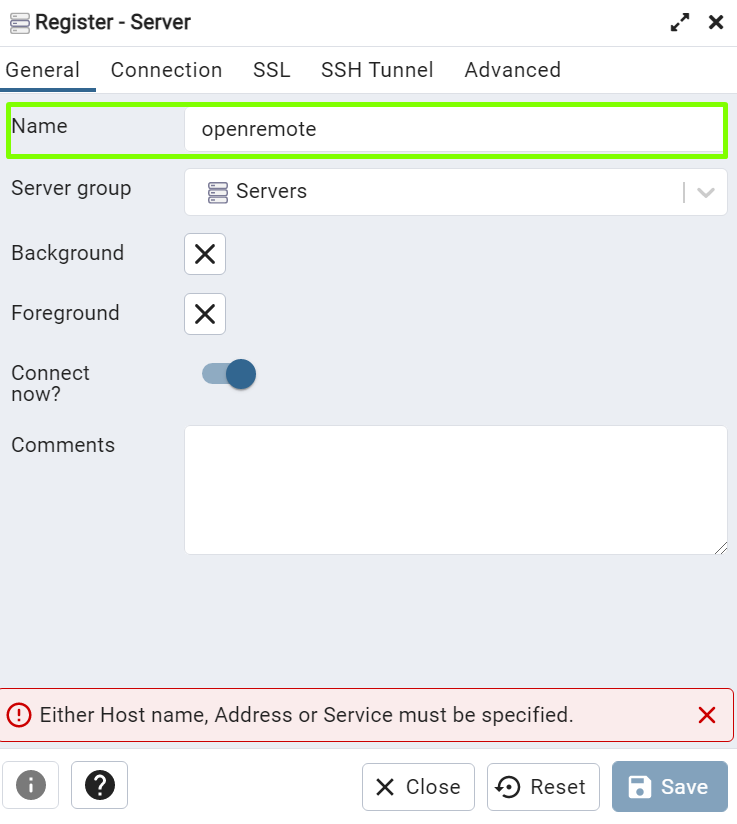 Register - Server
General Connection SSL SSH Tunnel Advanced
Name openremote
Server group Servers
Background
Foreground
Connect
now?
Comments
Either Host name, Address or Service must be specified.
Close Reset Save